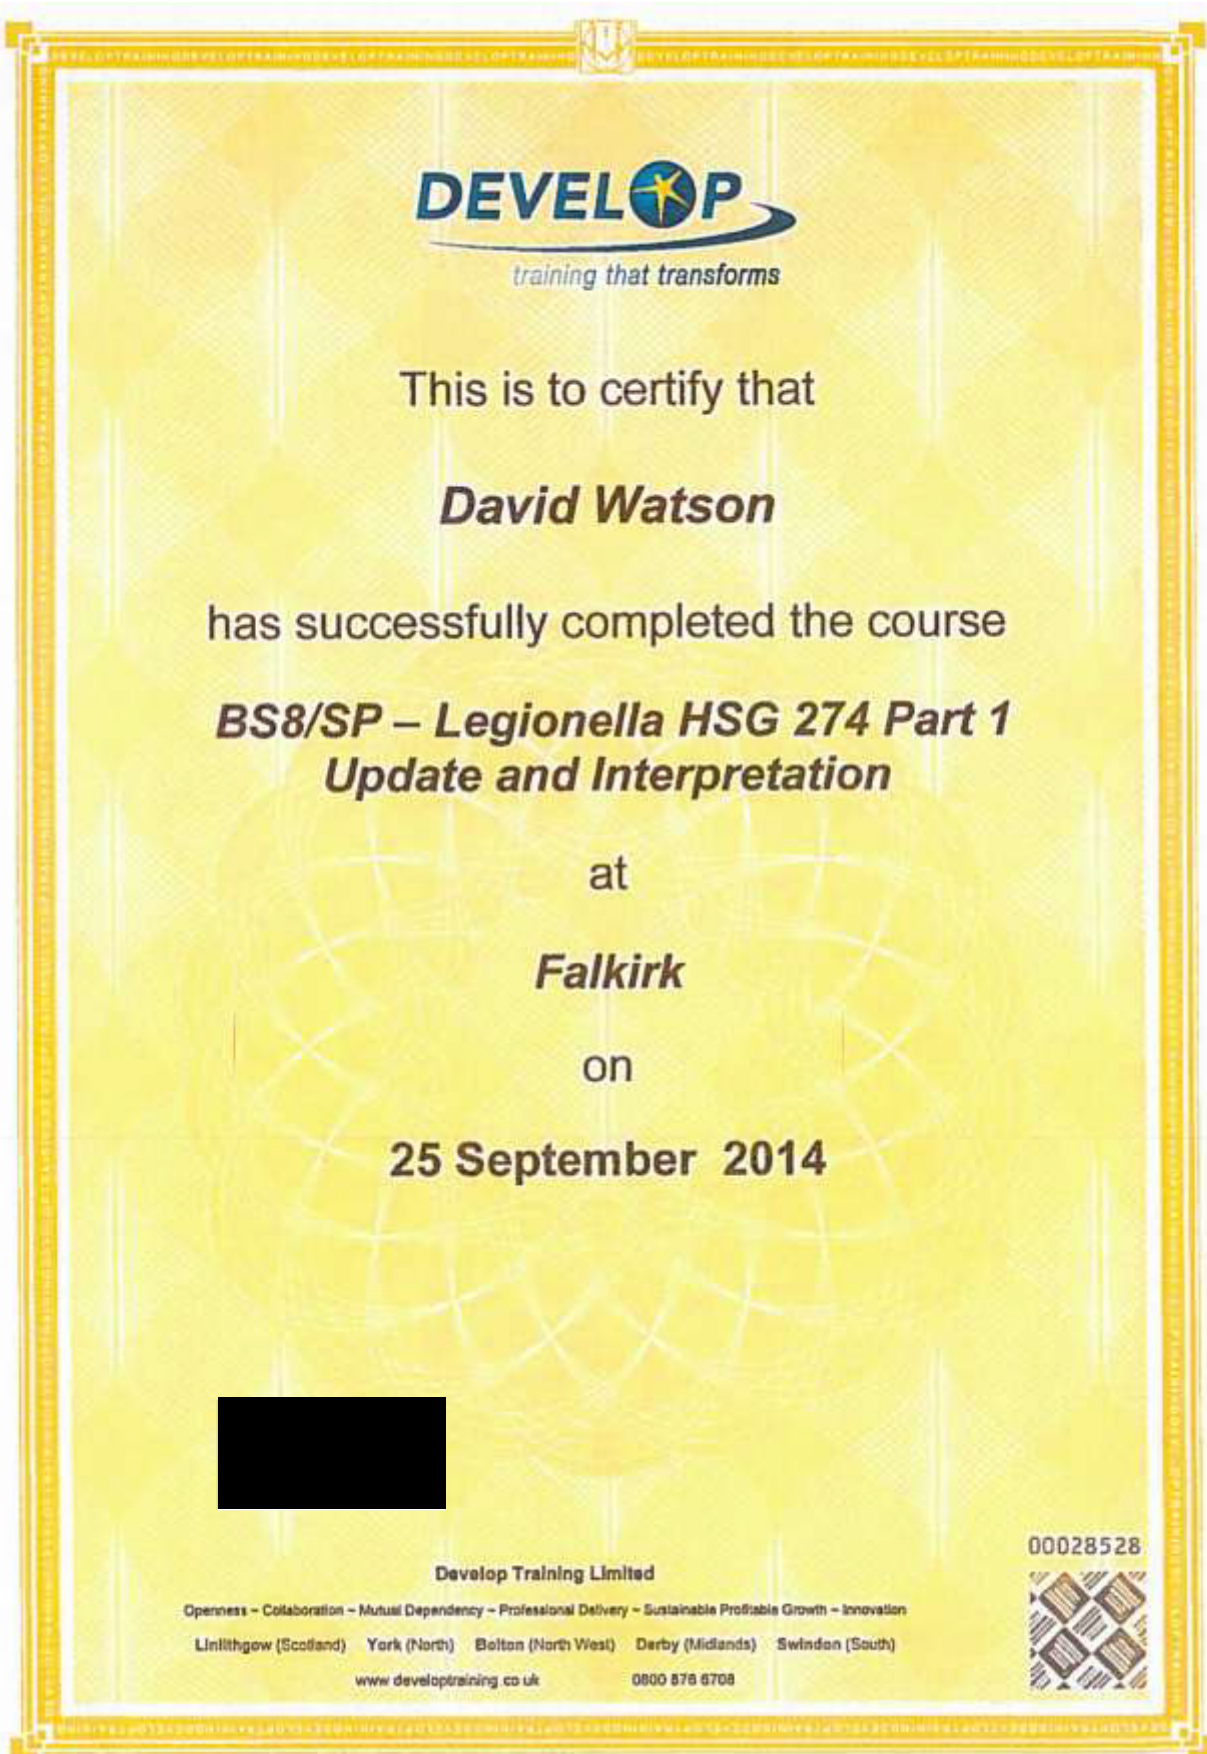 DEVELOP
training that transforms
This is to certify that
David Watson
has successfully completed the course
BS8/SP – Legionella HSG 274 Part 1
Update and Interpretation
at
Falkirk
on
25 September 2014
00028528
Develop Training Limited
Openness ~ Collaboration ~ Mutual Dependency ~ Professional Delivery ~ Sustainable Profitable Growth ~ Innovation
Linlithgow (Scotland) York (North) Bolton (North West) Derby (Midlands) Swindon (South)
www.developtraining.co.uk 0800 876 6708